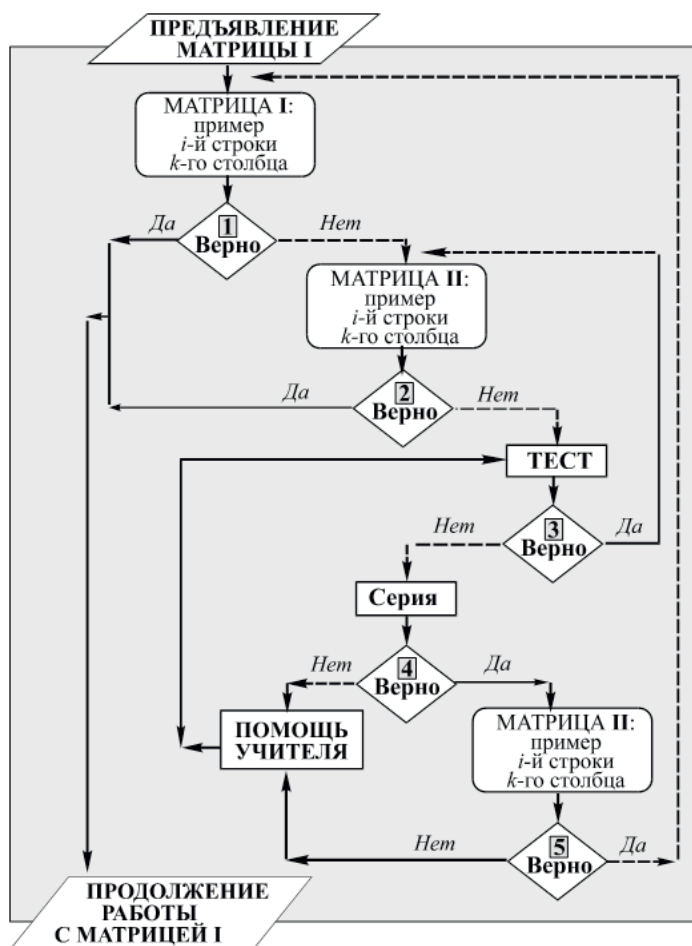 ПРЕДЪЯВЛЕНИЕ
МАТРИЦЫ I
МАТРИЦА I:
пример
i-й строки
k-го столбца
Да
1
Верно
Нет
МАТРИЦА II:
пример
i-й строки
k-го столбца
Да
2
Верно
Нет
ТЕСТ
Нет
3
Верно
Да
Серия
Нет
4
Верно
Да
ПОМОЩЬ
УЧИТЕЛЯ
МАТРИЦА II:
пример
i-й строки
k-го столбца
Нет
5
Верно
Да
ПРОДОЛЖЕНИЕ
РАБОТЫ
С МАТРИЦЕЙ I